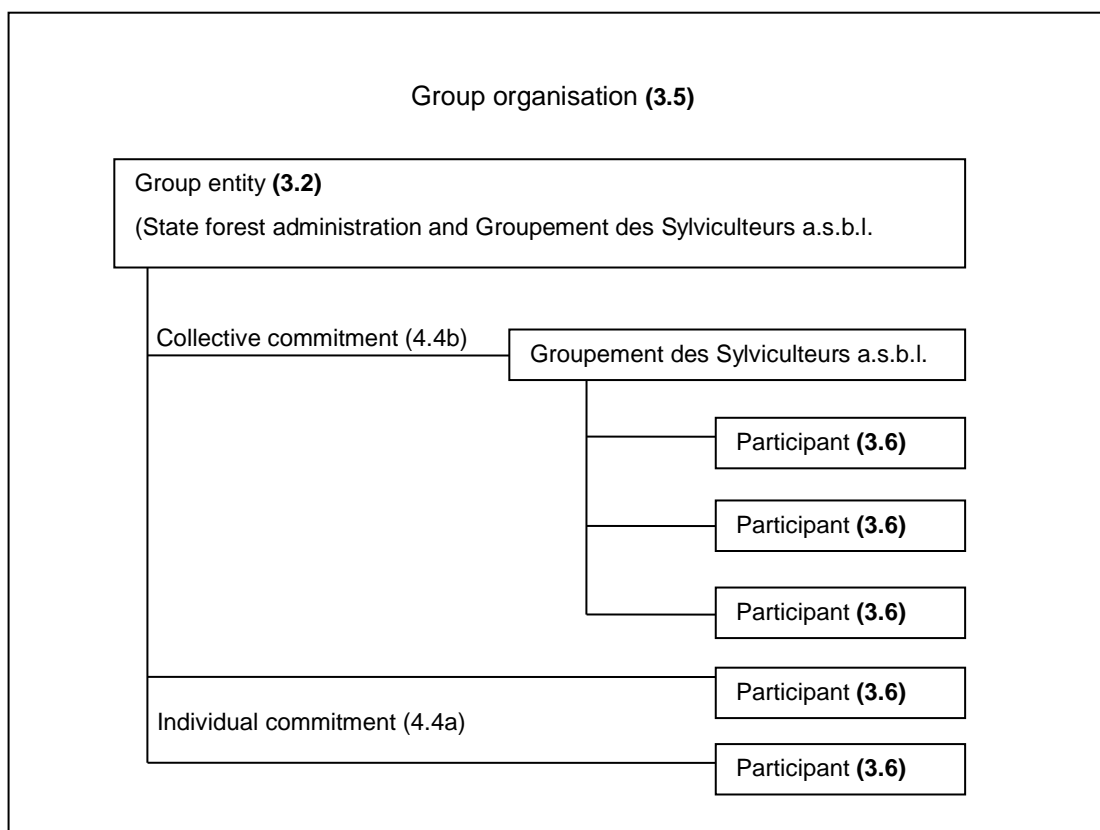 Group organisation (3.5)
Group entity (3.2)
(State forest administration and Groupement des Sylviculteurs a.s.b.l.
Collective commitment (4.4b)
Groupement des Sylviculteurs a.s.b.l.
Participant (3.6)
Participant (3.6)
Participant (3.6)
Participant (3.6)
Individual commitment (4.4a)
Participant (3.6)